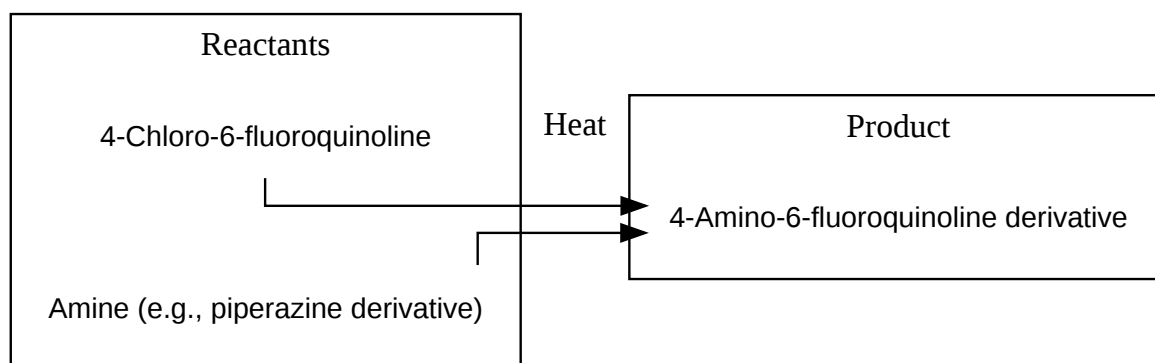 Reactants
4-Chloro-6-fluoroquinoline
Amine (e.g., piperazine derivative)
Heat
Product
4-Amino-6-fluoroquinoline derivative